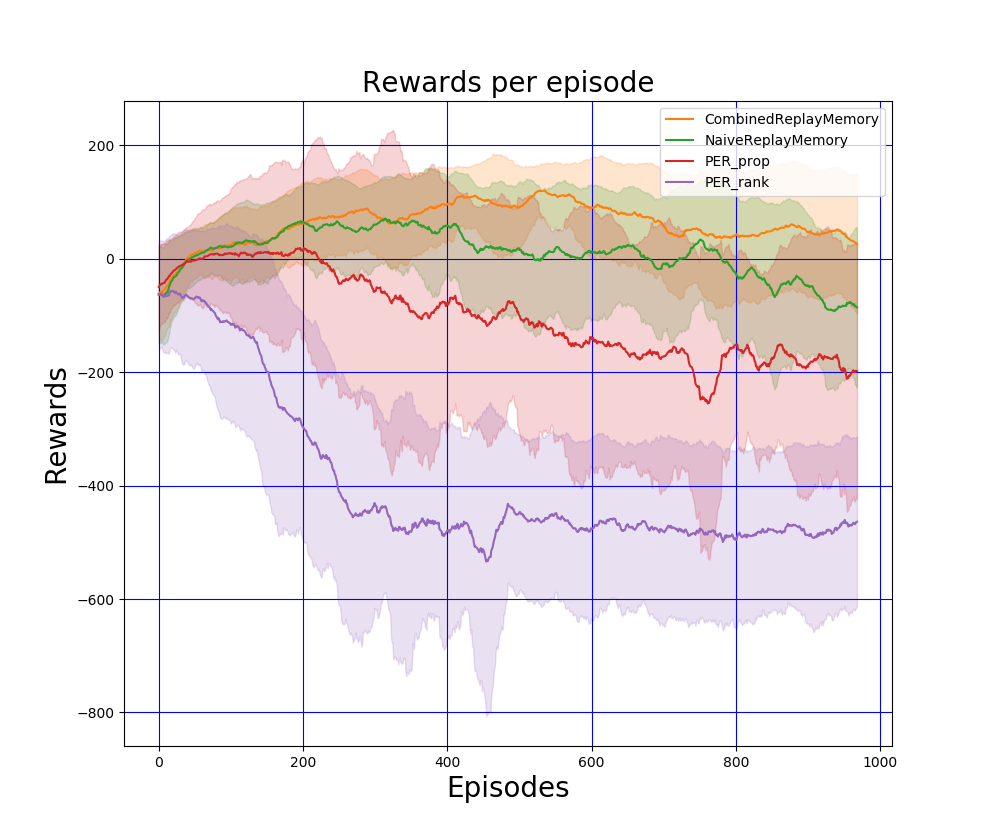 Rewards per episode
CombinedReplayMemory
NaiveReplayMemory
PER_prop
PER_rank
200
0
−200
−400
−600
−800
Rewards
0
200
400
600
800
1000
Episodes